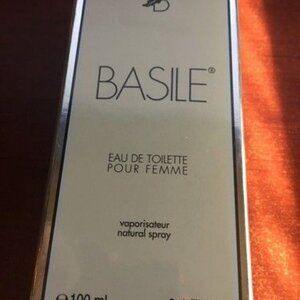 BASILE®
EAU DE TOILETTE
POUR FEMME
vaporisateur
natural spray
℮ 100 ml